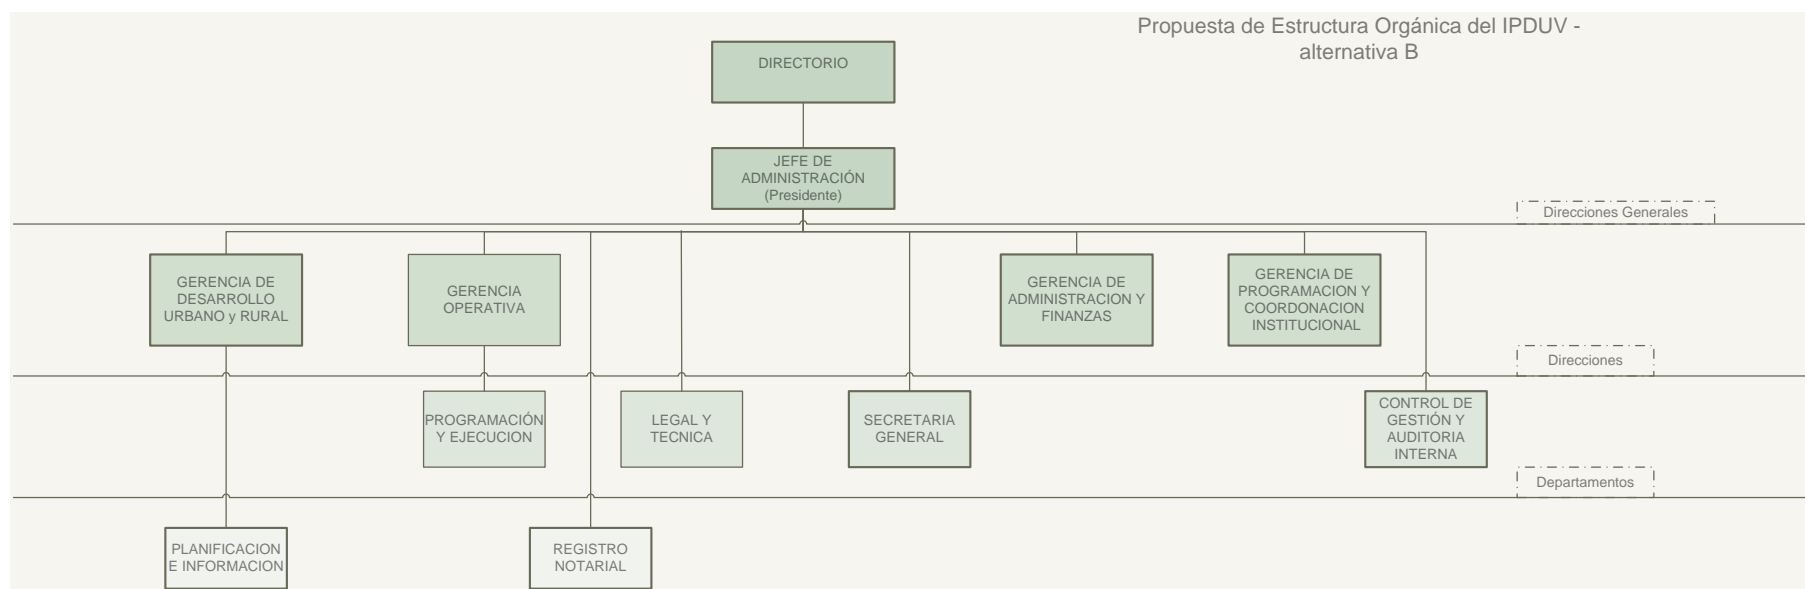 Propuesta de Estructura Orgánica del IPDUV -
alternativa B
DIRECTORIO
JEFE DE
ADMINISTRACIÓN
(Presidente)
Direcciones Generales
GERENCIA DE
DESARROLLO
URBANO y RURAL
GERENCIA
OPERATIVA
GERENCIA DE
ADMINISTRACION Y
FINANZAS
GERENCIA DE
PROGRAMACION Y
COORDONACION
INSTITUCIONAL
Direcciones
PROGRAMACIÓN
Y EJECUCION
LEGAL Y
TECNICA
SECRETARIA
GENERAL
CONTROL DE
GESTIÓN Y
AUDITORIA
INTERNA
Departamentos
PLANIFICACION
E INFORMACION
REGISTRO
NOTARIAL